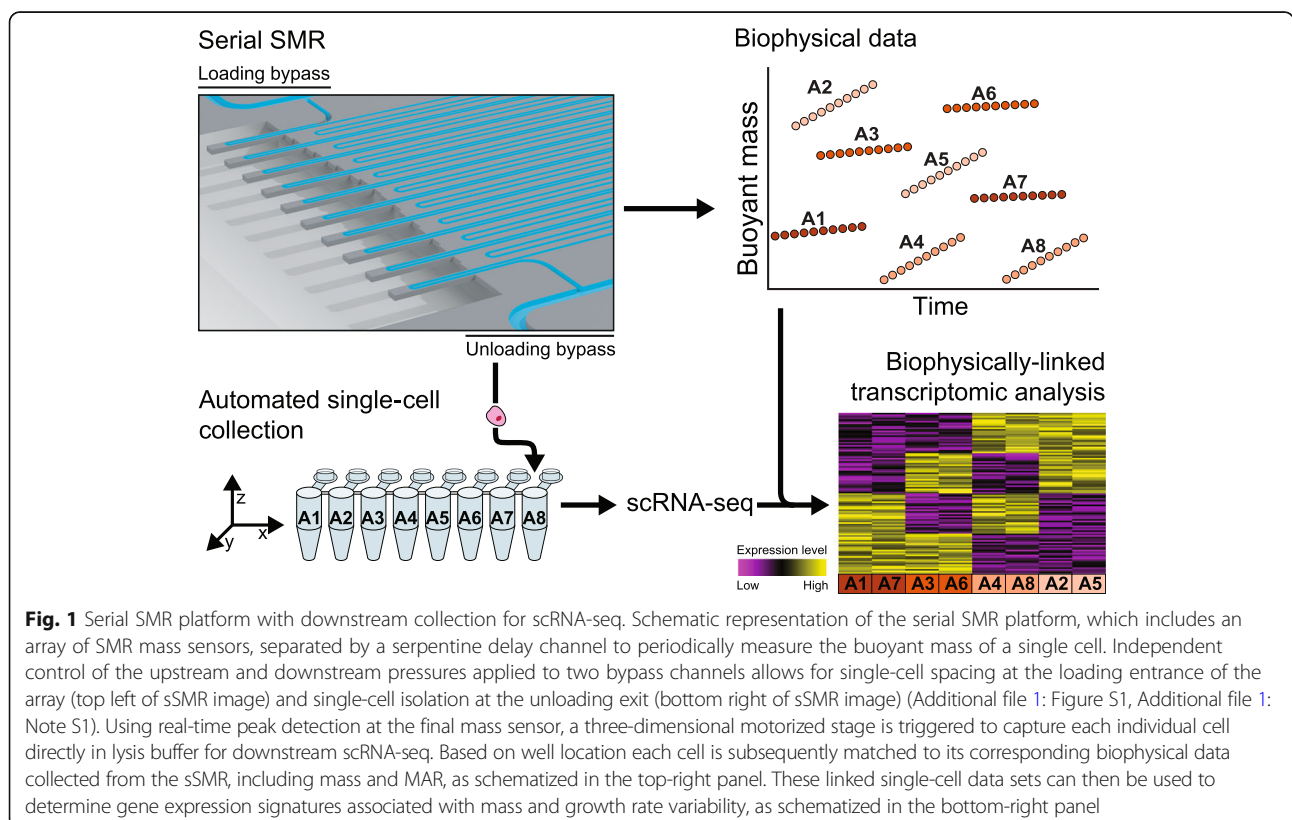 Serial SMR
Loading bypass
Unloading bypass
Biophysical data
Buoyant mass
A2
A6
A3
A5
A7
A1
A4
A8
Time
Automated single-cell
collection
z
x
y
A1 A2 A3 A4 A5 A6 A7 A8
scRNA-seq
Biophysically-linked
transcriptomic analysis
Expression level
Low High
A1 A7 A3 A6 A4 A8 A2 A5
Fig. 1 Serial SMR platform with downstream collection for scRNA-seq. Schematic representation of the serial SMR platform, which includes an
array of SMR mass sensors, separated by a serpentine delay channel to periodically measure the buoyant mass of a single cell. Independent
control of the upstream and downstream pressures applied to two bypass channels allows for single-cell spacing at the loading entrance of the
array (top left of sSMR image) and single-cell isolation at the unloading exit (bottom right of sSMR image) (Additional file 1: Figure S1, Additional file 1:
Note S1). Using real-time peak detection at the final mass sensor, a three-dimensional motorized stage is triggered to capture each individual cell
directly in lysis buffer for downstream scRNA-seq. Based on well location each cell is subsequently matched to its corresponding biophysical data
collected from the sSMR, including mass and MAR, as schematized in the top-right panel. These linked single-cell data sets can then be used to
determine gene expression signatures associated with mass and growth rate variability, as schematized in the bottom-right panel